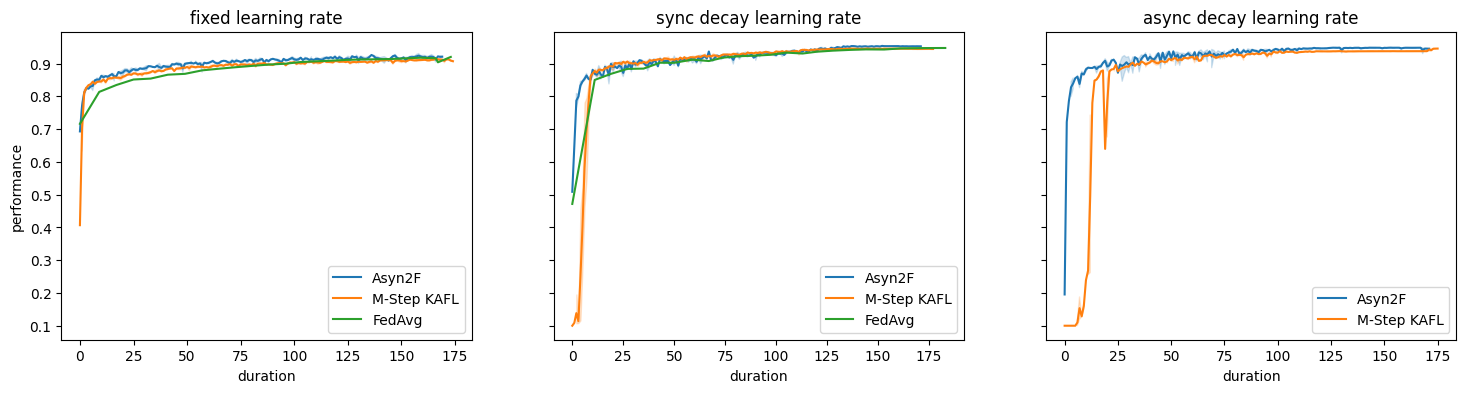 fixed learning rate
performance
0.9
0.8
0.7
0.6
0.5
0.4
0.3
0.2
0.1
Asyn2F
M-Step KAFL
FedAvg
0 25 50 75 100 125 150 175
duration
sync decay learning rate
Asyn2F
M-Step KAFL
FedAvg
0 25 50 75 100 125 150 175
duration
async decay learning rate
Asyn2F
M-Step KAFL
0 25 50 75 100 125 150 175
duration